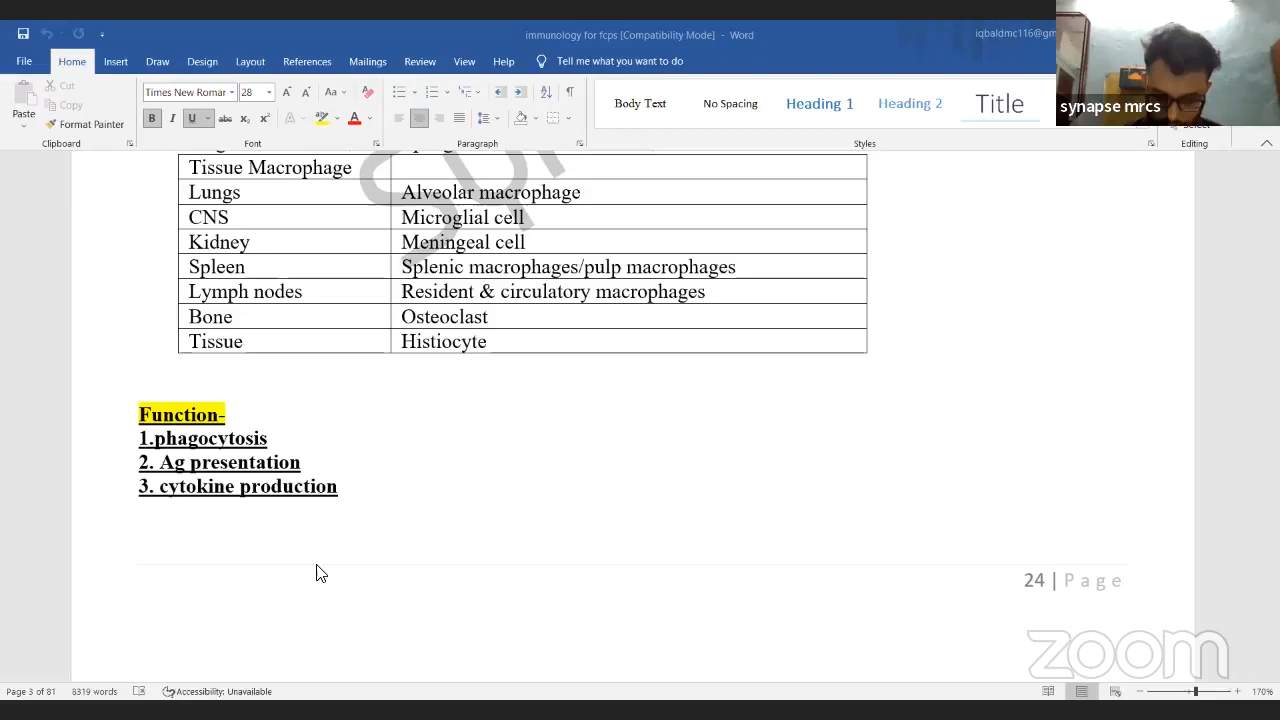 immunology for fcps [Compatibility Mode] - Word
iqbaldmc116@gm
File Home Insert Draw Design Layout References Mailings Review View Help Tell me what you want to do
Paste
Cut
Copy
Format Painter
Times New Romar 28
Body Text No Spacing Heading 1 Heading 2 Title
synapse mrcs
Clipboard Font Paragraph Styles Editing
Tissue Macrophage
Lungs Alveolar macrophage
CNS Microglial cell
Kidney Meningeal cell
Spleen Splenic macrophages/pulp macrophages
Lymph nodes Resident & circulatory macrophages
Bone Osteoclast
Tissue Histiocyte
Function-
1.phagocytosis
2. Ag presentation
3. cytokine production
24 | Page
zoom
Page 3 of 81 8319 words Accessibility: Unavailable 170%